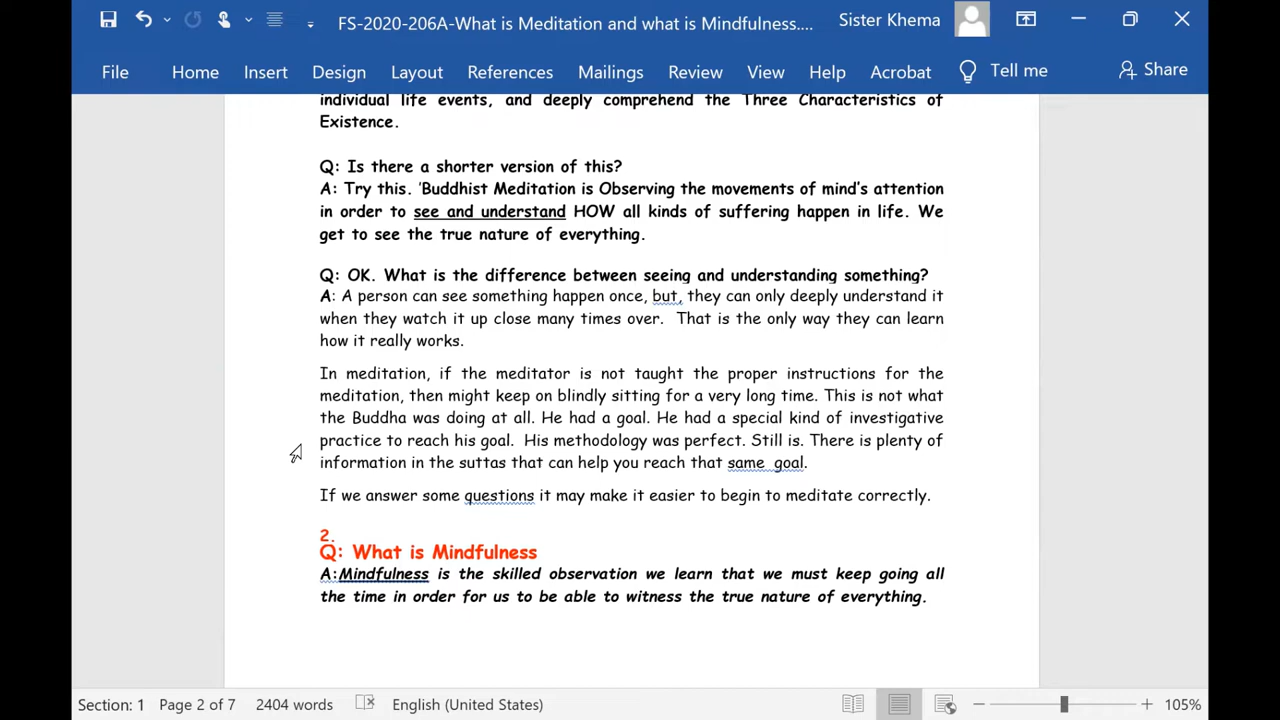 FS-2020-206A-What is Meditation and what is Mindfulness....
Sister Khema
File Home Insert Design Layout References Mailings Review View Help Acrobat Tell me Share
individual life events, and deeply comprehend the Three Characteristics of
Existence.
Q: Is there a shorter version of this?
A: Try this. 'Buddhist Meditation is Observing the movements of mind's attention
in order to see and understand HOW all kinds of suffering happen in life. We
get to see the true nature of everything.
Q: OK. What is the difference between seeing and understanding something?
A: A person can see something happen once, but, they can only deeply understand it
when they watch it up close many times over.  That is the only way they can learn
how it really works.
In meditation, if the meditator is not taught the proper instructions for the
meditation, then might keep on blindly sitting for a very long time. This is not what
the Buddha was doing at all. He had a goal. He had a special kind of investigative
practice to reach his goal.  His methodology was perfect. Still is. There is plenty of
information in the suttas that can help you reach that same  goal.
If we answer some questions it may make it easier to begin to meditate correctly.
2.
Q: What is Mindfulness
A:Mindfulness is the skilled observation we learn that we must keep going all
the time in order for us to be able to witness the true nature of everything.
Section: 1 Page 2 of 7 2404 words English (United States) 105%